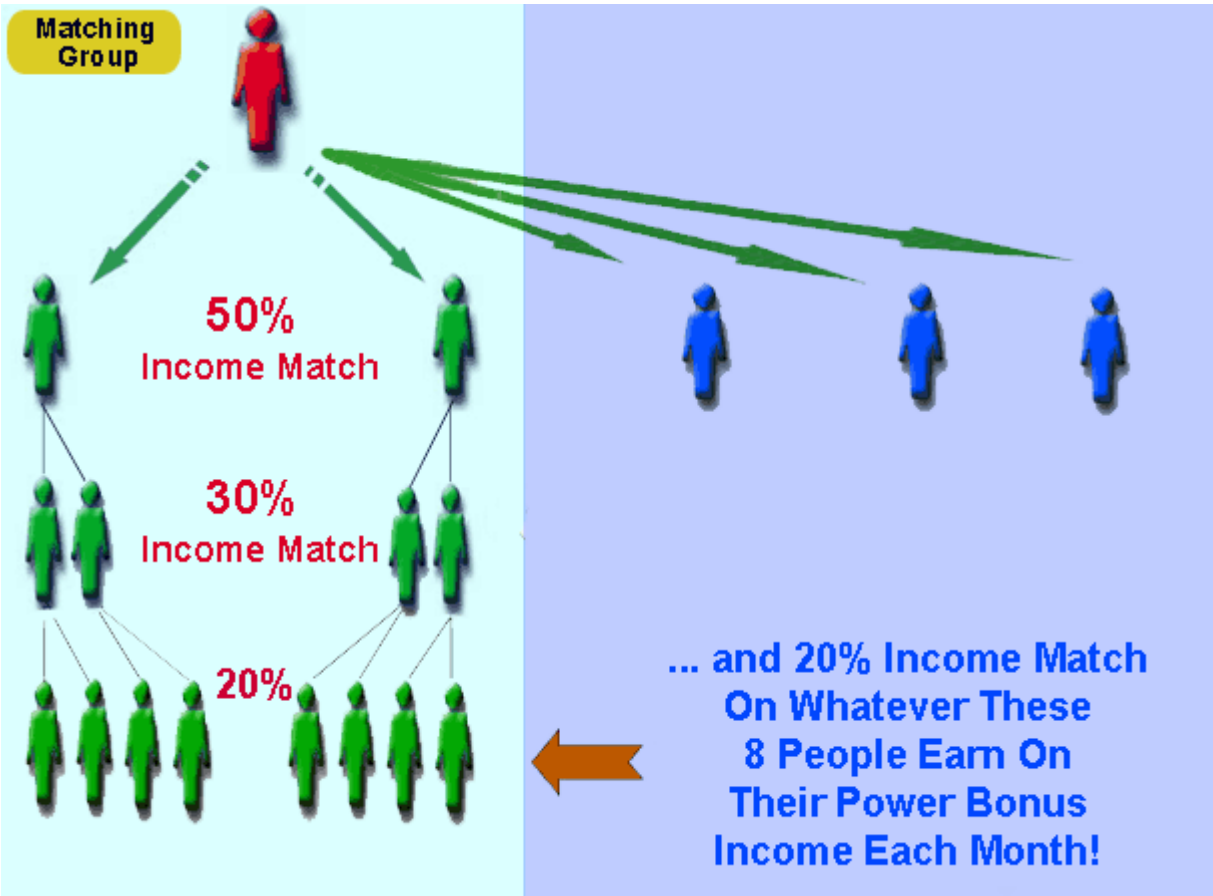 Matching
Group
50%
Income Match
30%
Income Match
20%
... and 20% Income Match
On Whatever These
8 People Earn On
Their Power Bonus
Income Each Month!